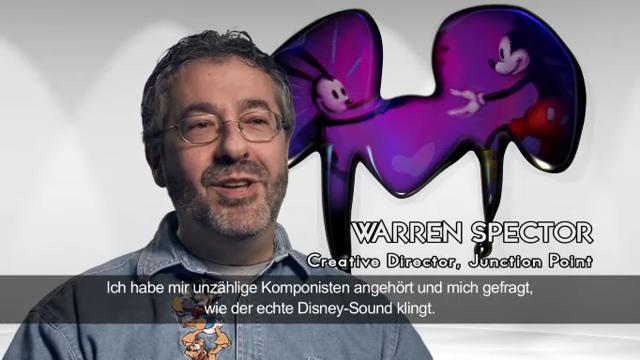 WARREN SPECTOR
Creative Director, Junction Point
Ich habe mir unzählige Komponisten angehört und mich gefragt,
wie der echte Disney-Sound klingt.